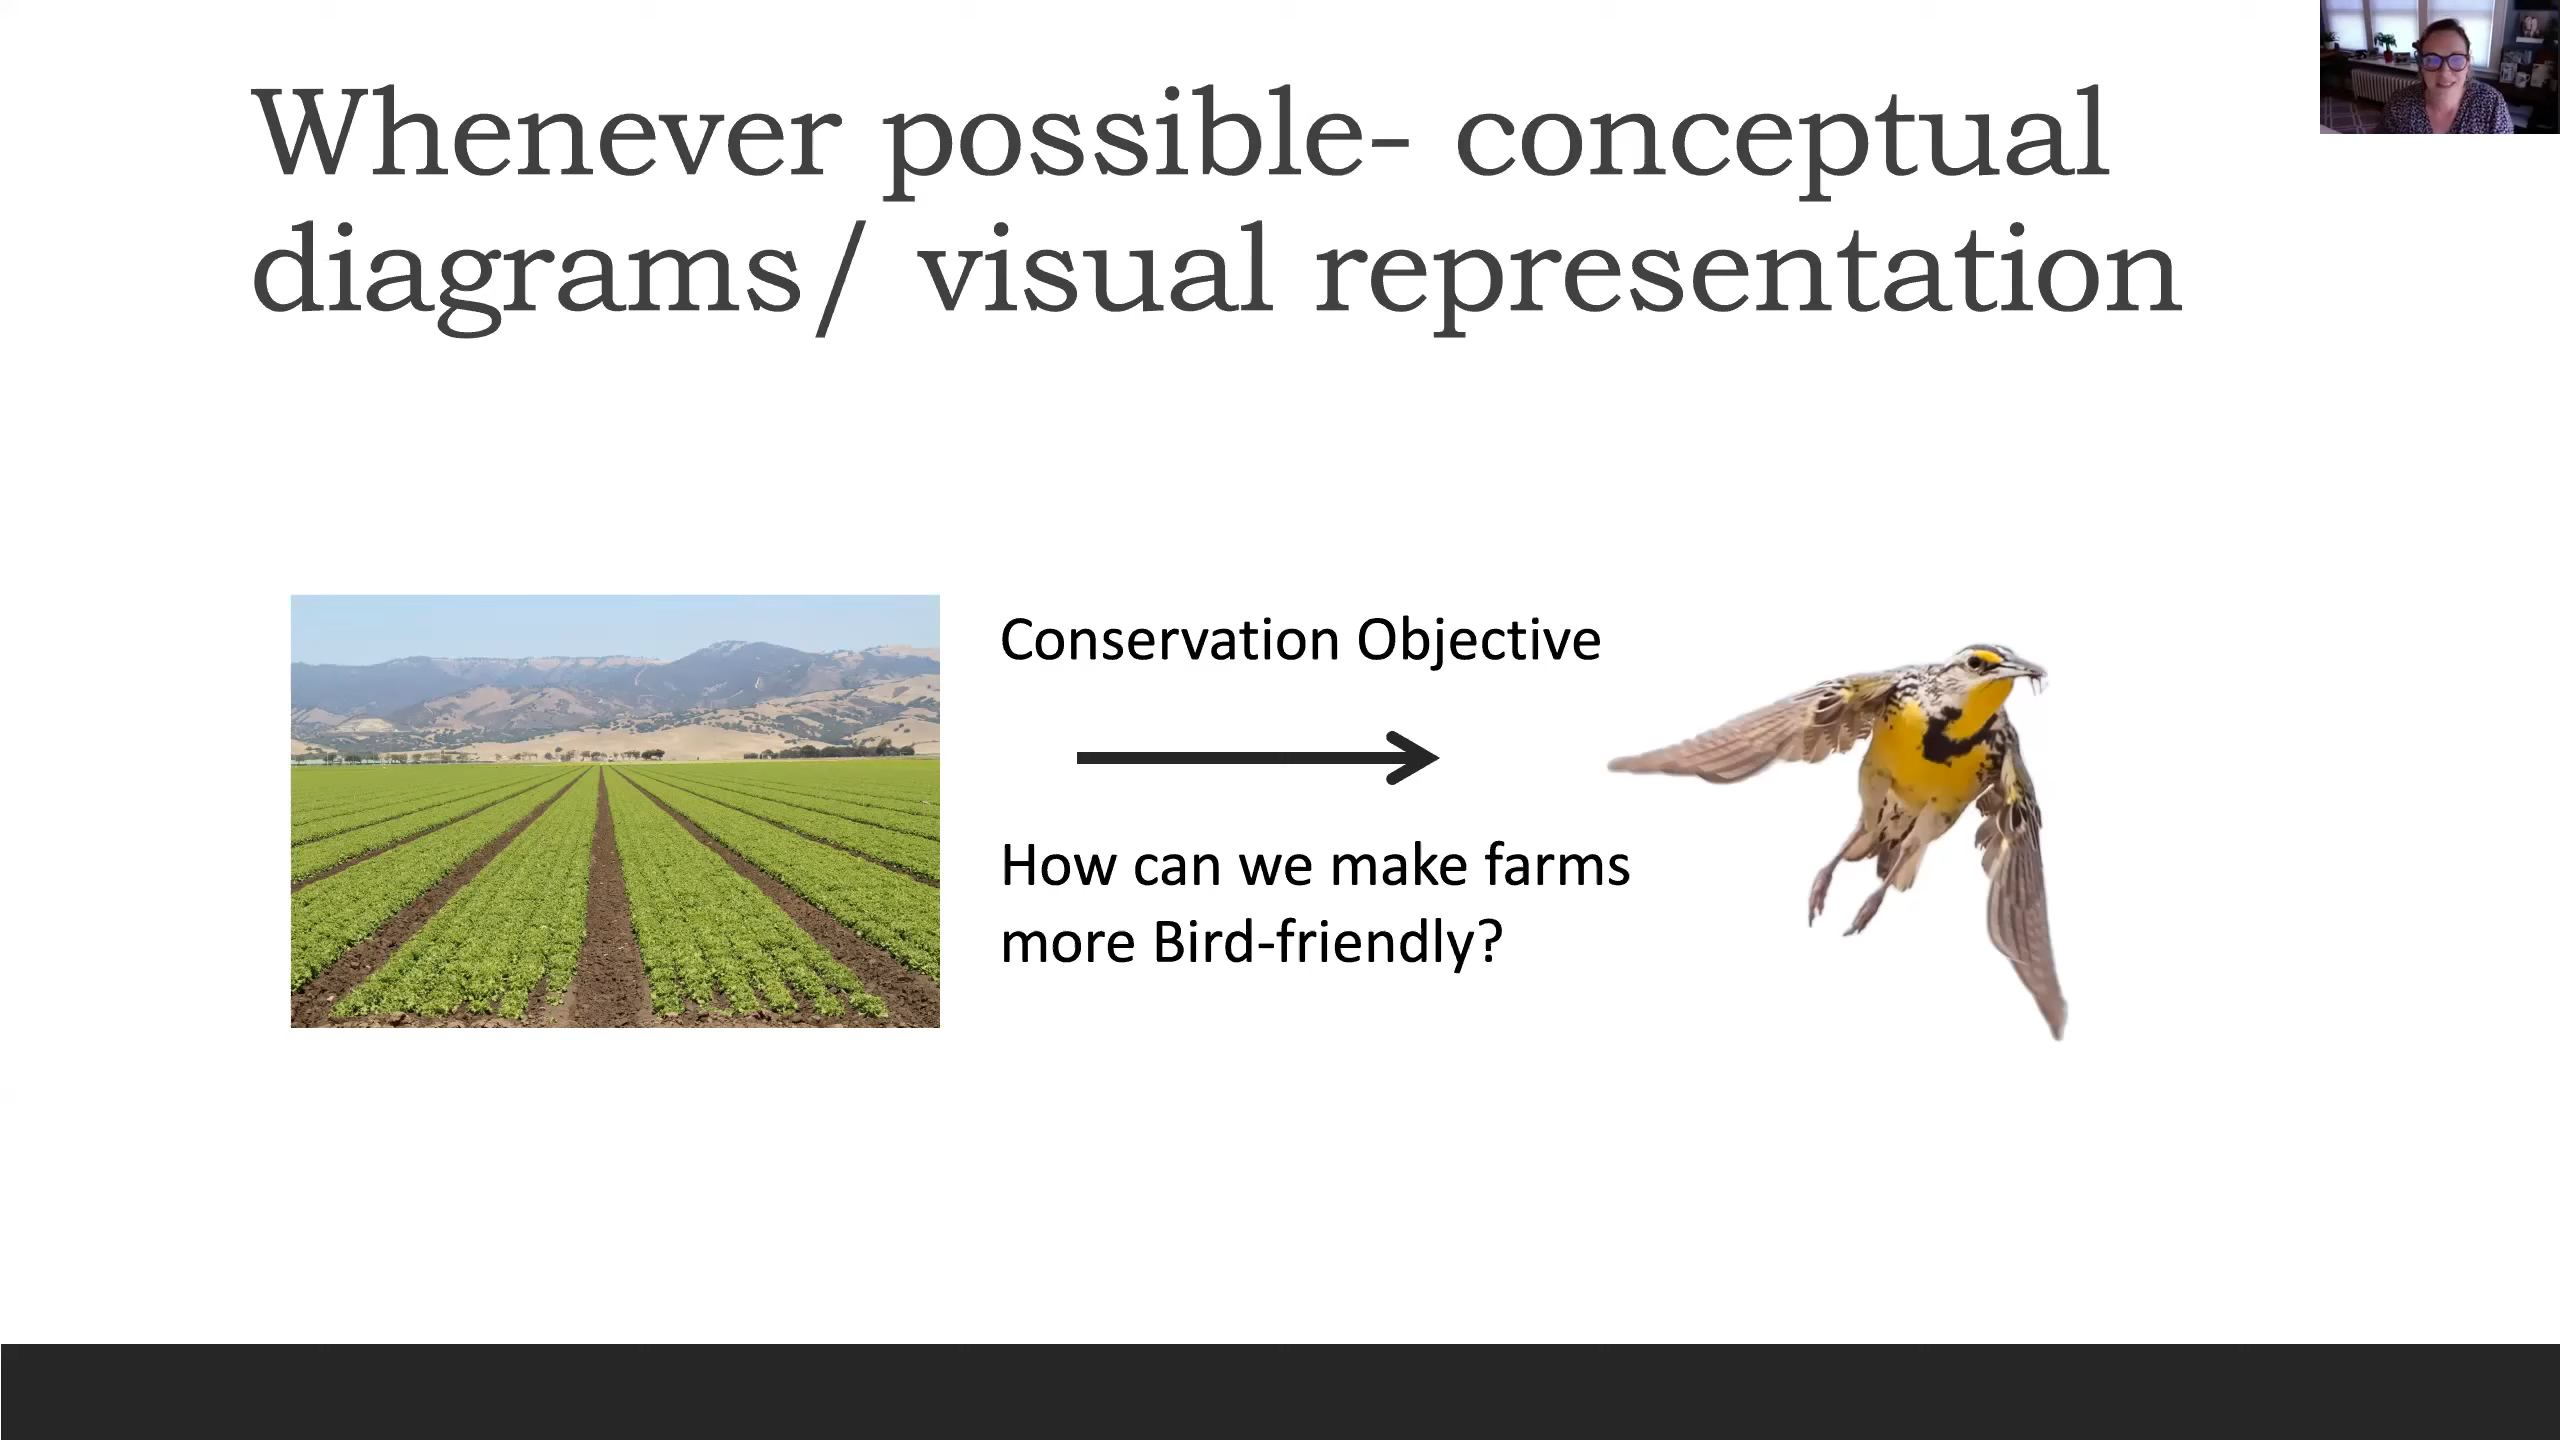 Whenever possible- conceptual
diagrams/ visual representation
Conservation Objective
How can we make farms
more Bird-friendly?